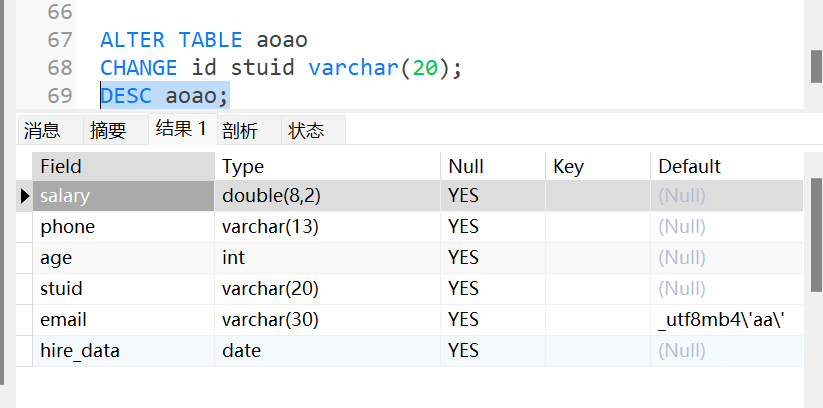 66
67 ALTER TABLE aoao
68 CHANGE id stuid varchar(20);
69 DESC aoao;
消息 摘要 结果 1 剖析 状态
Field Type Null Key Default
salary double(8,2) YES (Null)
phone varchar(13) YES (Null)
age int YES (Null)
stuid varchar(20) YES (Null)
email varchar(30) YES _utf8mb4\'aa\'
hire_data date YES (Null)